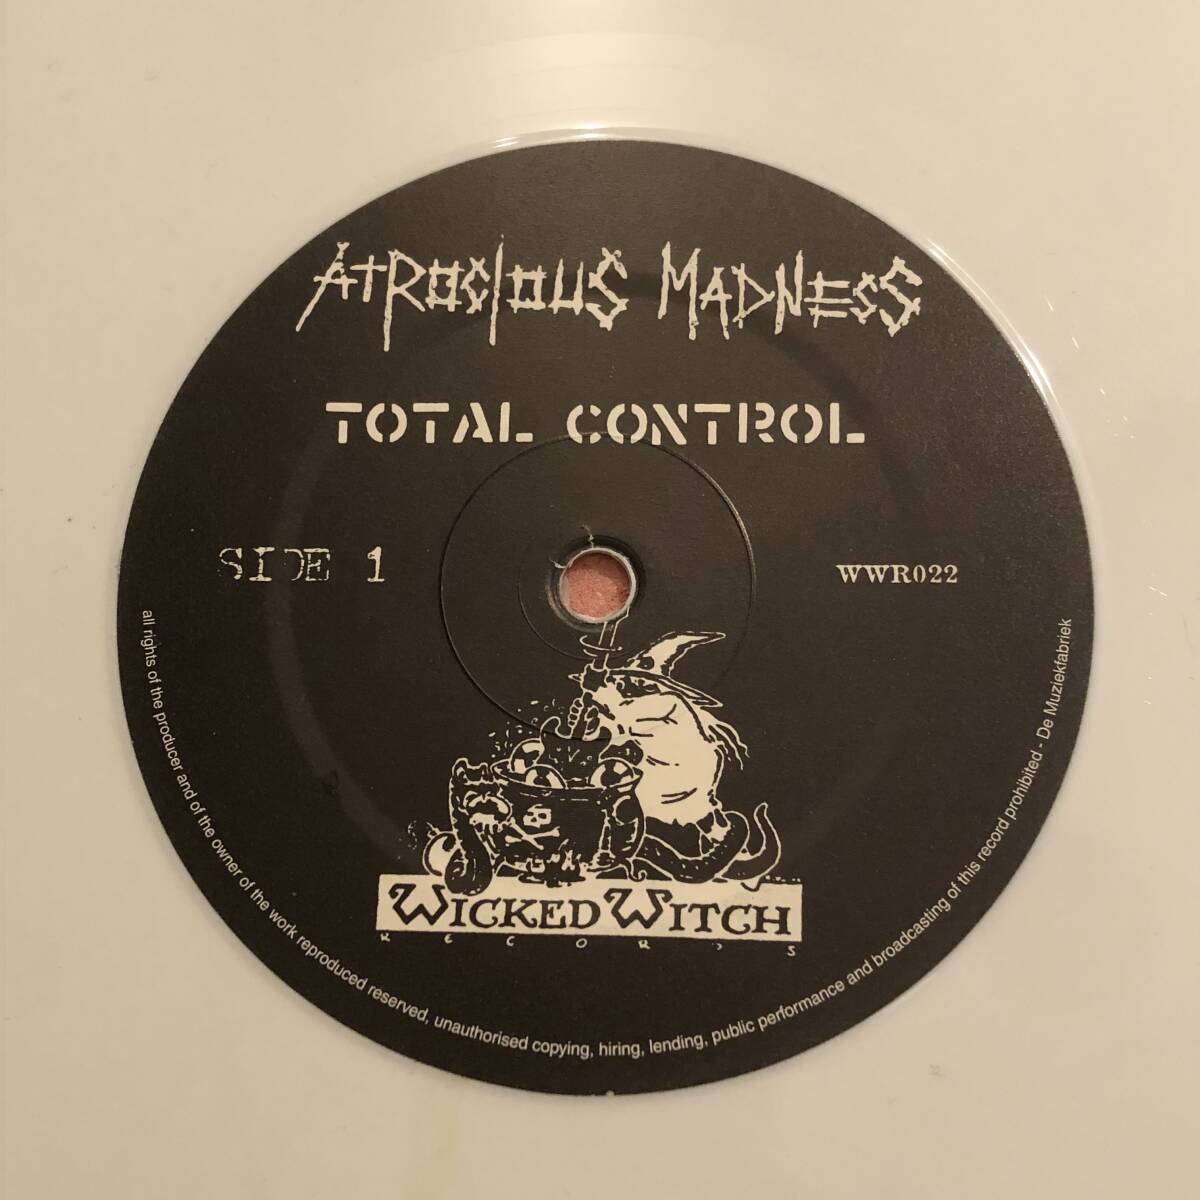 ATROCIOUS MADNESS
TOTAL CONTROL
SIDE 1
WWR022
WICKED WITCH
RECORDS
all rights of the producer and of the owner of the work reproduced reserved, unauthorised copying, hiring, lending, public performance and broadcasting of this record prohibited - De Muziekfabriek